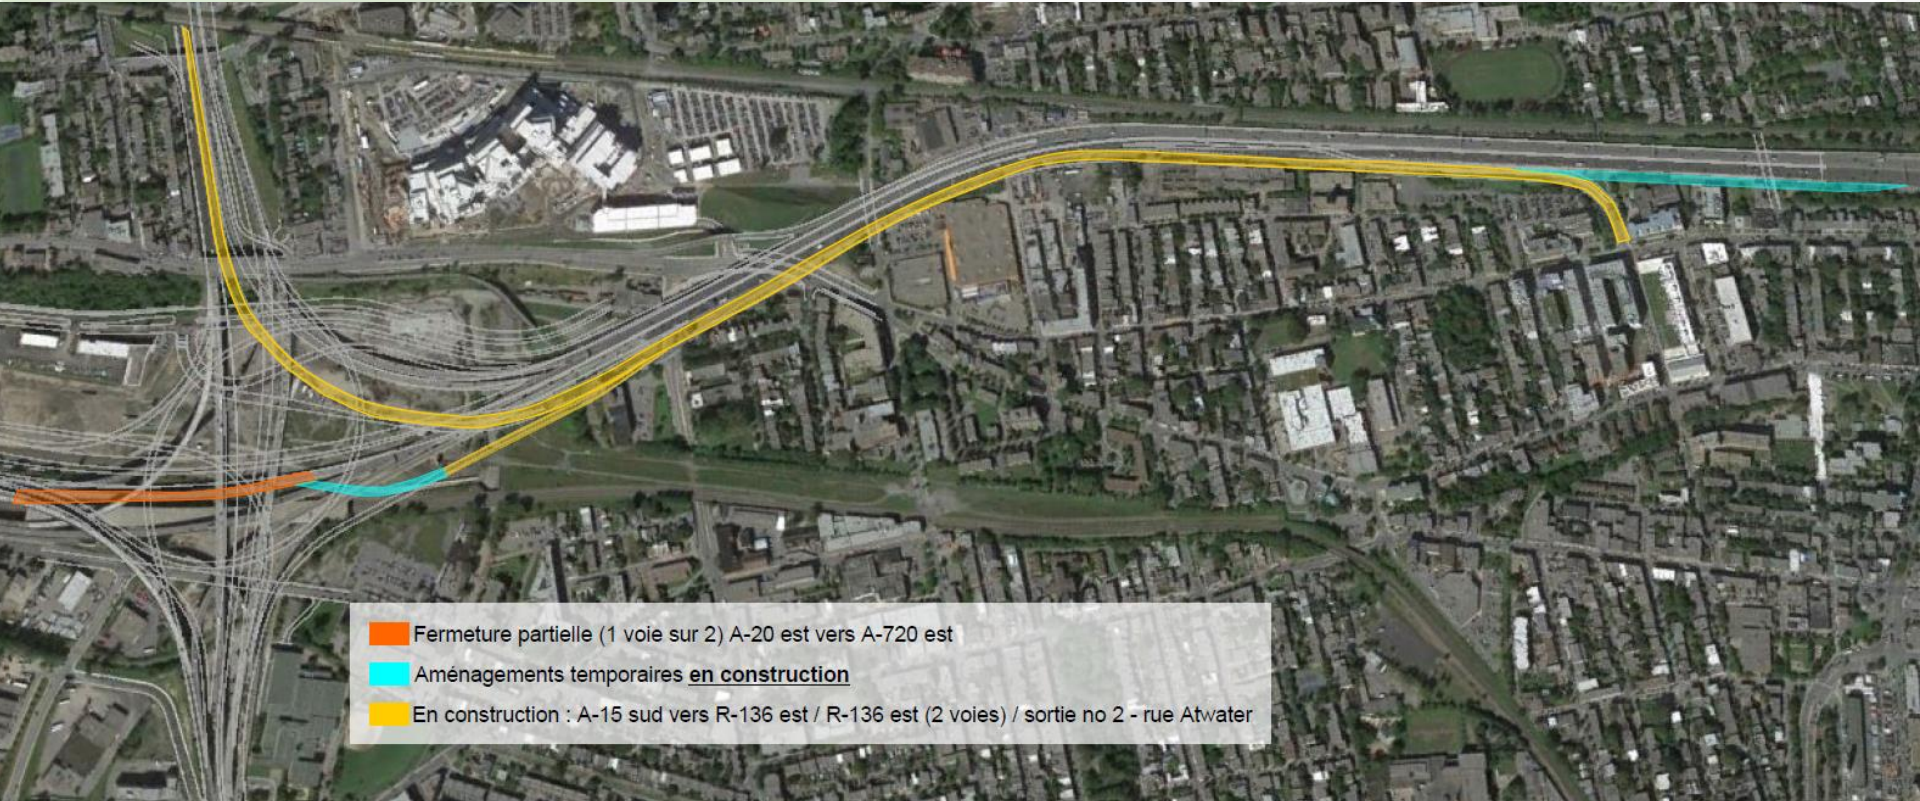 Fermeture partielle (1 voie sur 2) A-20 est vers A-720 est
Aménagements temporaires en construction
En construction : A-15 sud vers R-136 est / R-136 est (2 voies) / sortie no 2 - rue Atwater